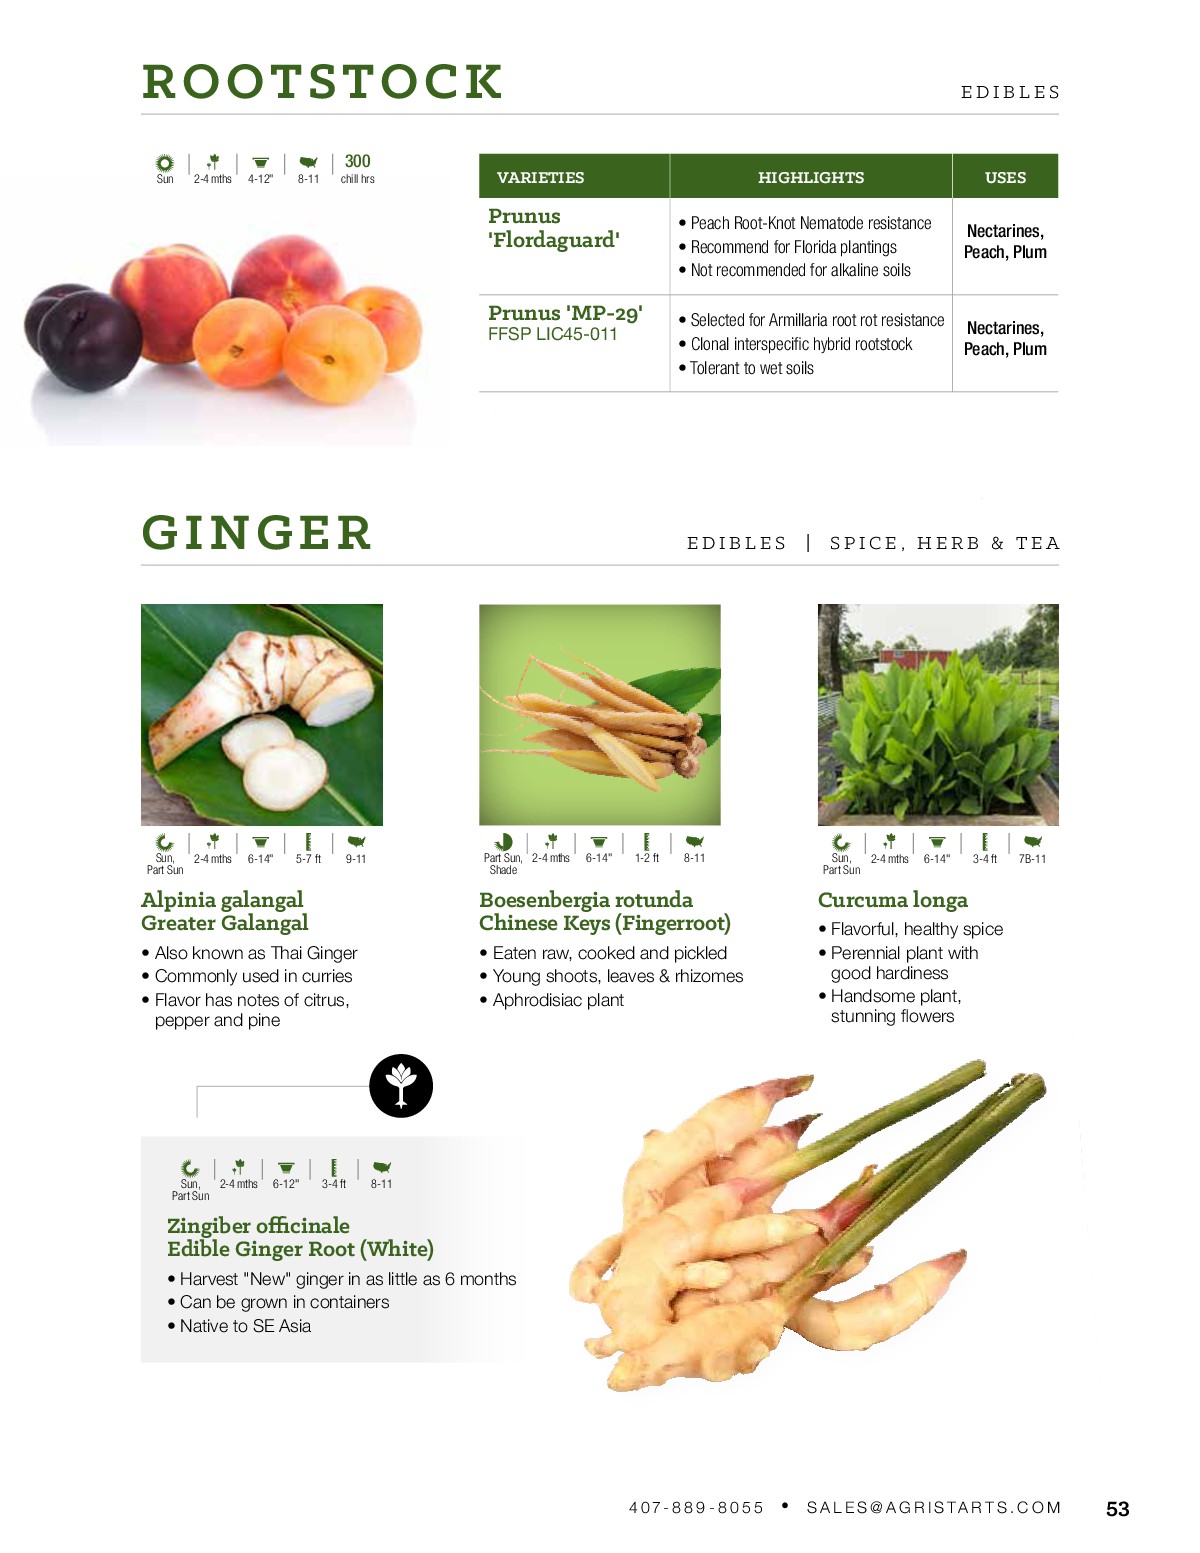 ROOTSTOCK
EDIBLES
Sun
2-4 mths
4-12"
8-11
300
chill hrs
VARIETIES
HIGHLIGHTS
USES
Prunus
'Flordaguard'
• Peach Root-Knot Nematode resistance
• Recommend for Florida plantings
• Not recommended for alkaline soils
Nectarines,
Peach, Plum
Prunus 'MP-29'
FFSP LIC45-011
• Selected for Armillaria root rot resistance
• Clonal interspecific hybrid rootstock
• Tolerant to wet soils
Nectarines,
Peach, Plum
GINGER
EDIBLES | SPICE, HERB & TEA
Sun,
Part Sun
2-4 mths
6-14"
5-7 ft
9-11
Alpinia galangal
Greater Galangal
• Also known as Thai Ginger
• Commonly used in curries
• Flavor has notes of citrus,
pepper and pine
Part Sun,
Shade
2-4 mths
6-14"
1-2 ft
8-11
Boesenbergia rotunda
Chinese Keys (Fingerroot)
• Eaten raw, cooked and pickled
• Young shoots, leaves & rhizomes
• Aphrodisiac plant
Sun,
Part Sun
2-4 mths
6-14"
3-4 ft
7B-11
Curcuma longa
• Flavorful, healthy spice
• Perennial plant with
good hardiness
• Handsome plant,
stunning flowers
Sun,
Part Sun
2-4 mths
6-12"
3-4 ft
8-11
Zingiber officinale
Edible Ginger Root (White)
• Harvest "New" ginger in as little as 6 months
• Can be grown in containers
• Native to SE Asia
407-889-8055 • SALES@AGRISTARTS.COM 53